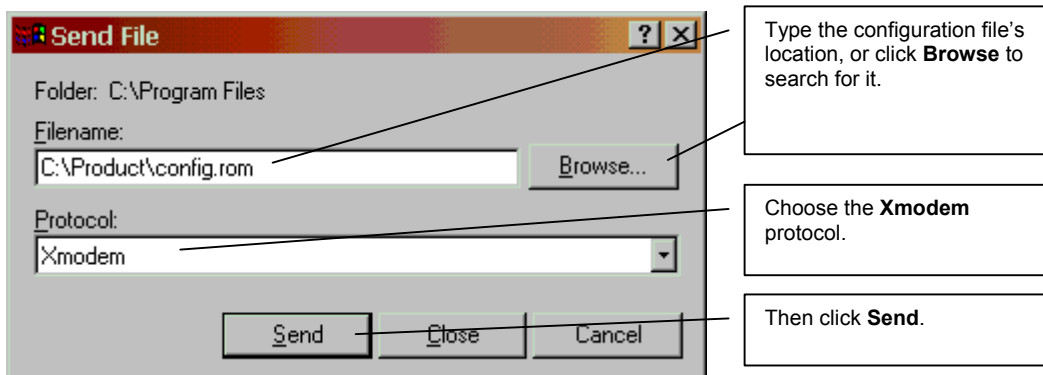 Send File
Folder: C:\Program Files
Filename:
C:\Product\config.rom
Browse...
Protocol:
Xmodem
Send
Close
Cancel
Type the configuration file’s
location, or click Browse to
search for it.
Choose the Xmodem
protocol.
Then click Send.